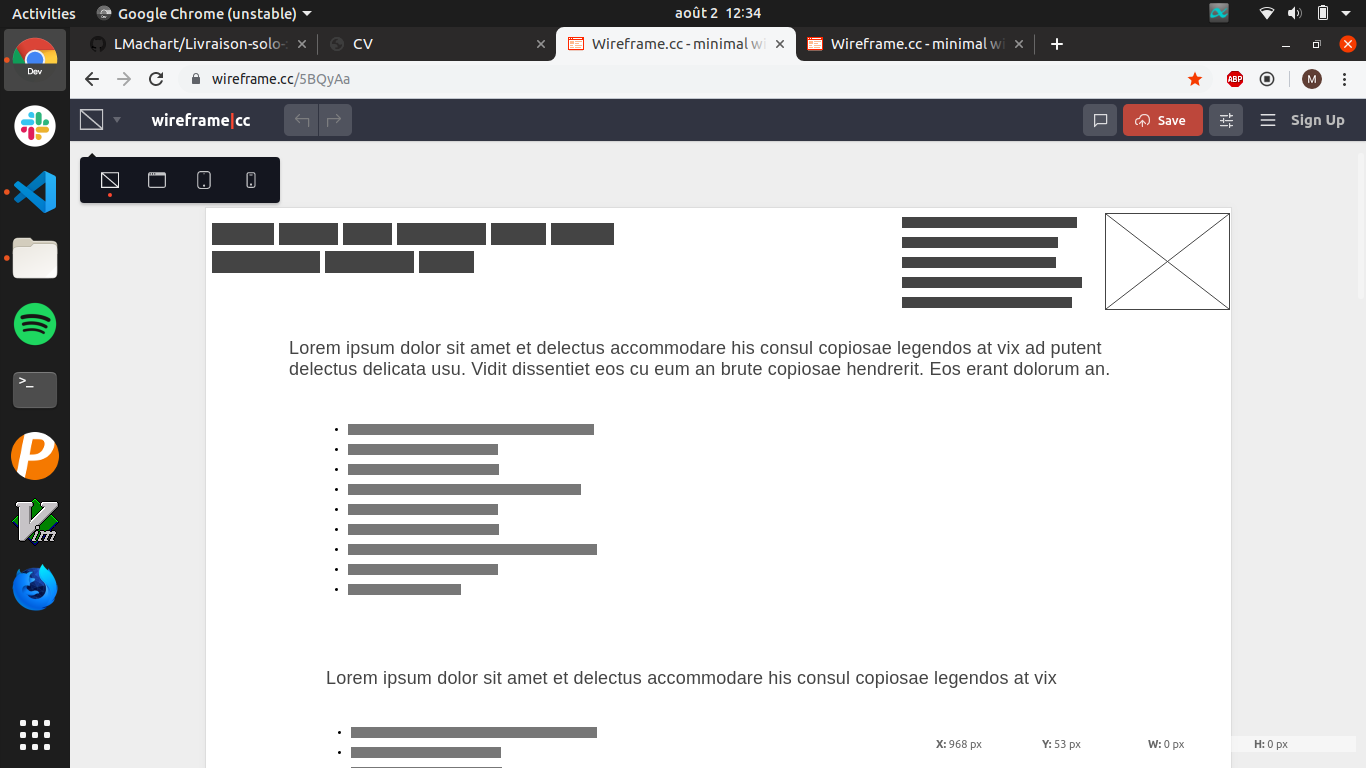 Activities Google Chrome (unstable) août 2 12:34
LMachart/Livraison-solo- CV Wireframe.cc - minimal wi Wireframe.cc - minimal wi
wireframe.cc/5BQyAa ABP M
Dev
wireframe|cc Save Sign Up
Lorem ipsum dolor sit amet et delectus accommodare his consul copiosae legendos at vix ad putent
delectus delicata usu. Vidit dissentiet eos cu eum an brute copiosae hendrerit. Eos erant dolorum an.
>_
P
Vim
Lorem ipsum dolor sit amet et delectus accommodare his consul copiosae legendos at vix
X: 968 px Y: 53 px W: 0 px H: 0 px